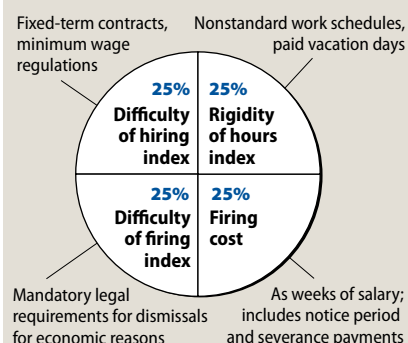 Fixed-term contracts,
minimum wage
regulations
Nonstandard work schedules,
paid vacation days
25%
Difficulty
of hiring
index
25%
Rigidity
of hours
index
25%
Difficulty
of firing
index
25%
Firing
cost
Mandatory legal
requirements for dismissals
for economic reasons
As weeks of salary;
includes notice period
and severance payments